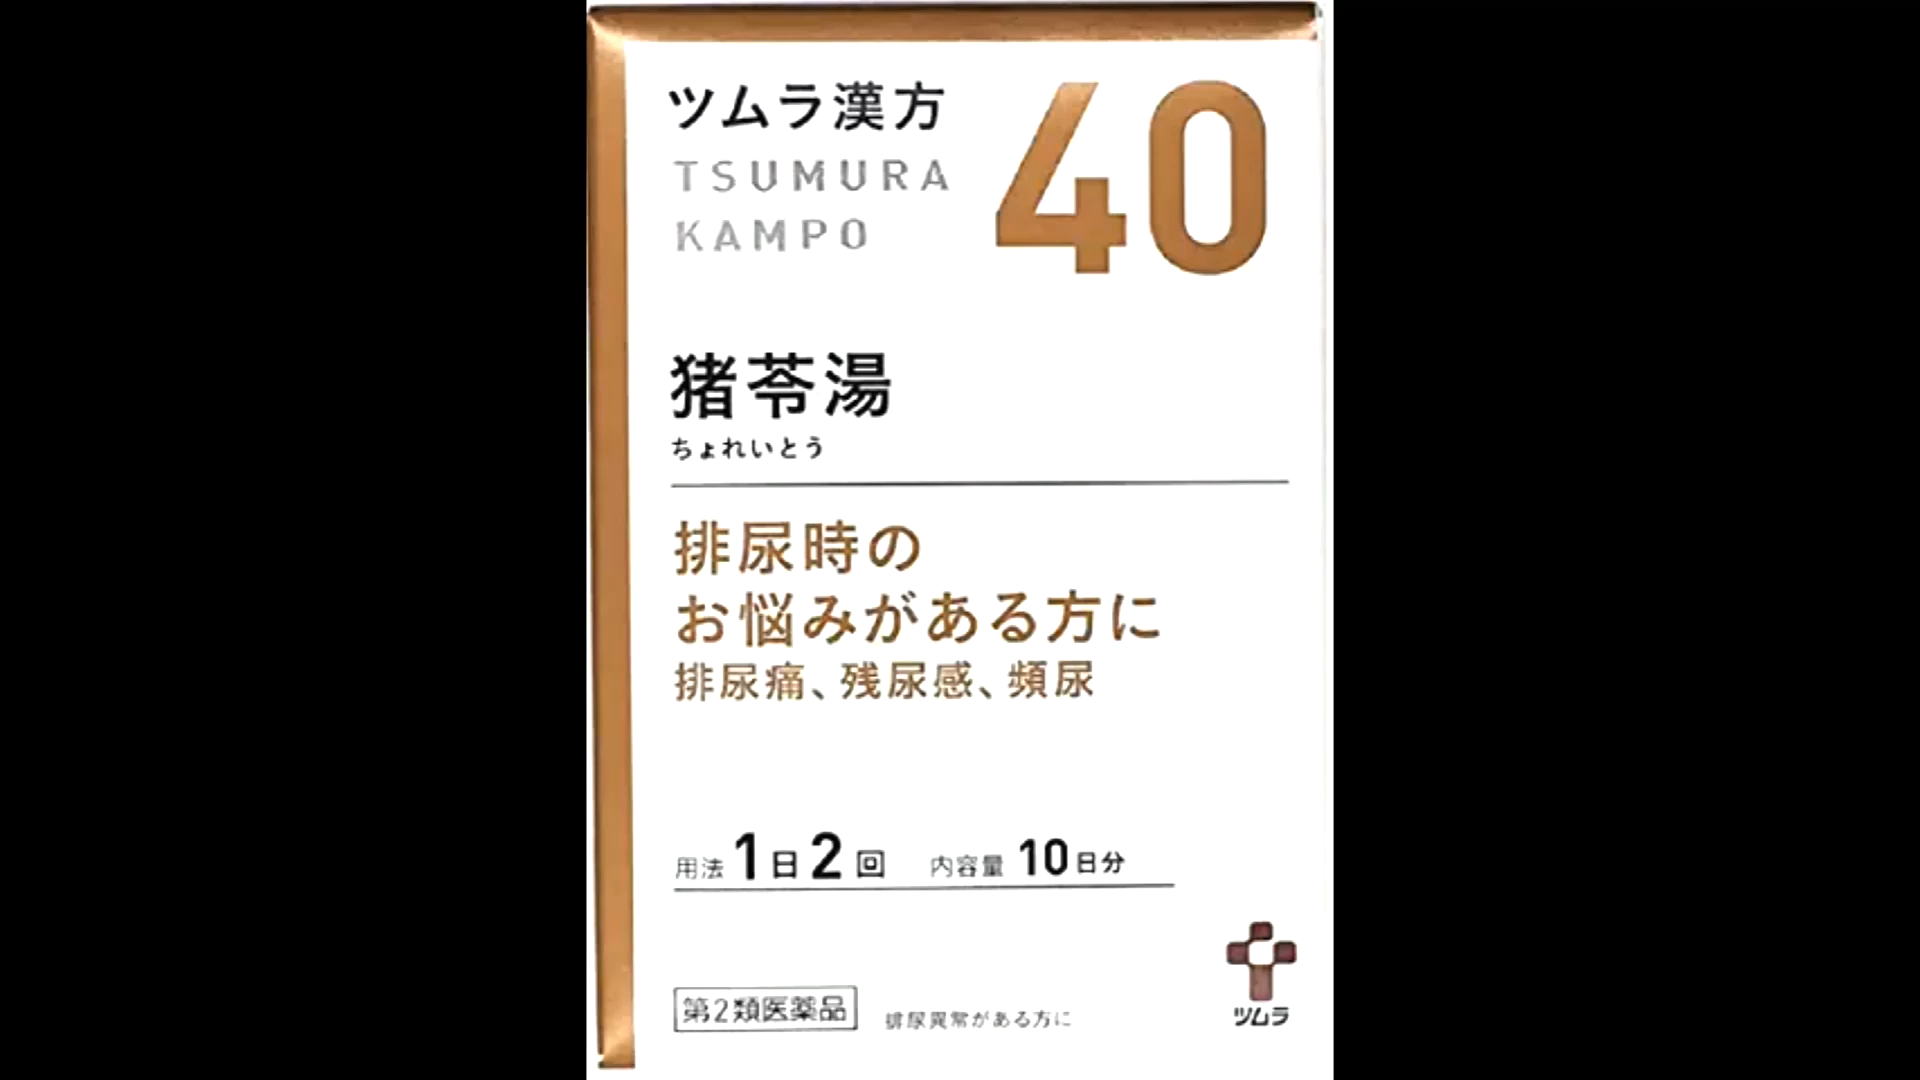 ツムラ漢方
TSUMURA
KAMPO
40
猪苓湯
ちょれいとう
排尿時の
お悩みがある方に
排尿痛、残尿感、頻尿
用法 1日2回 内容量 10日分
第2類医薬品 排尿異常がある方に
ツムラ